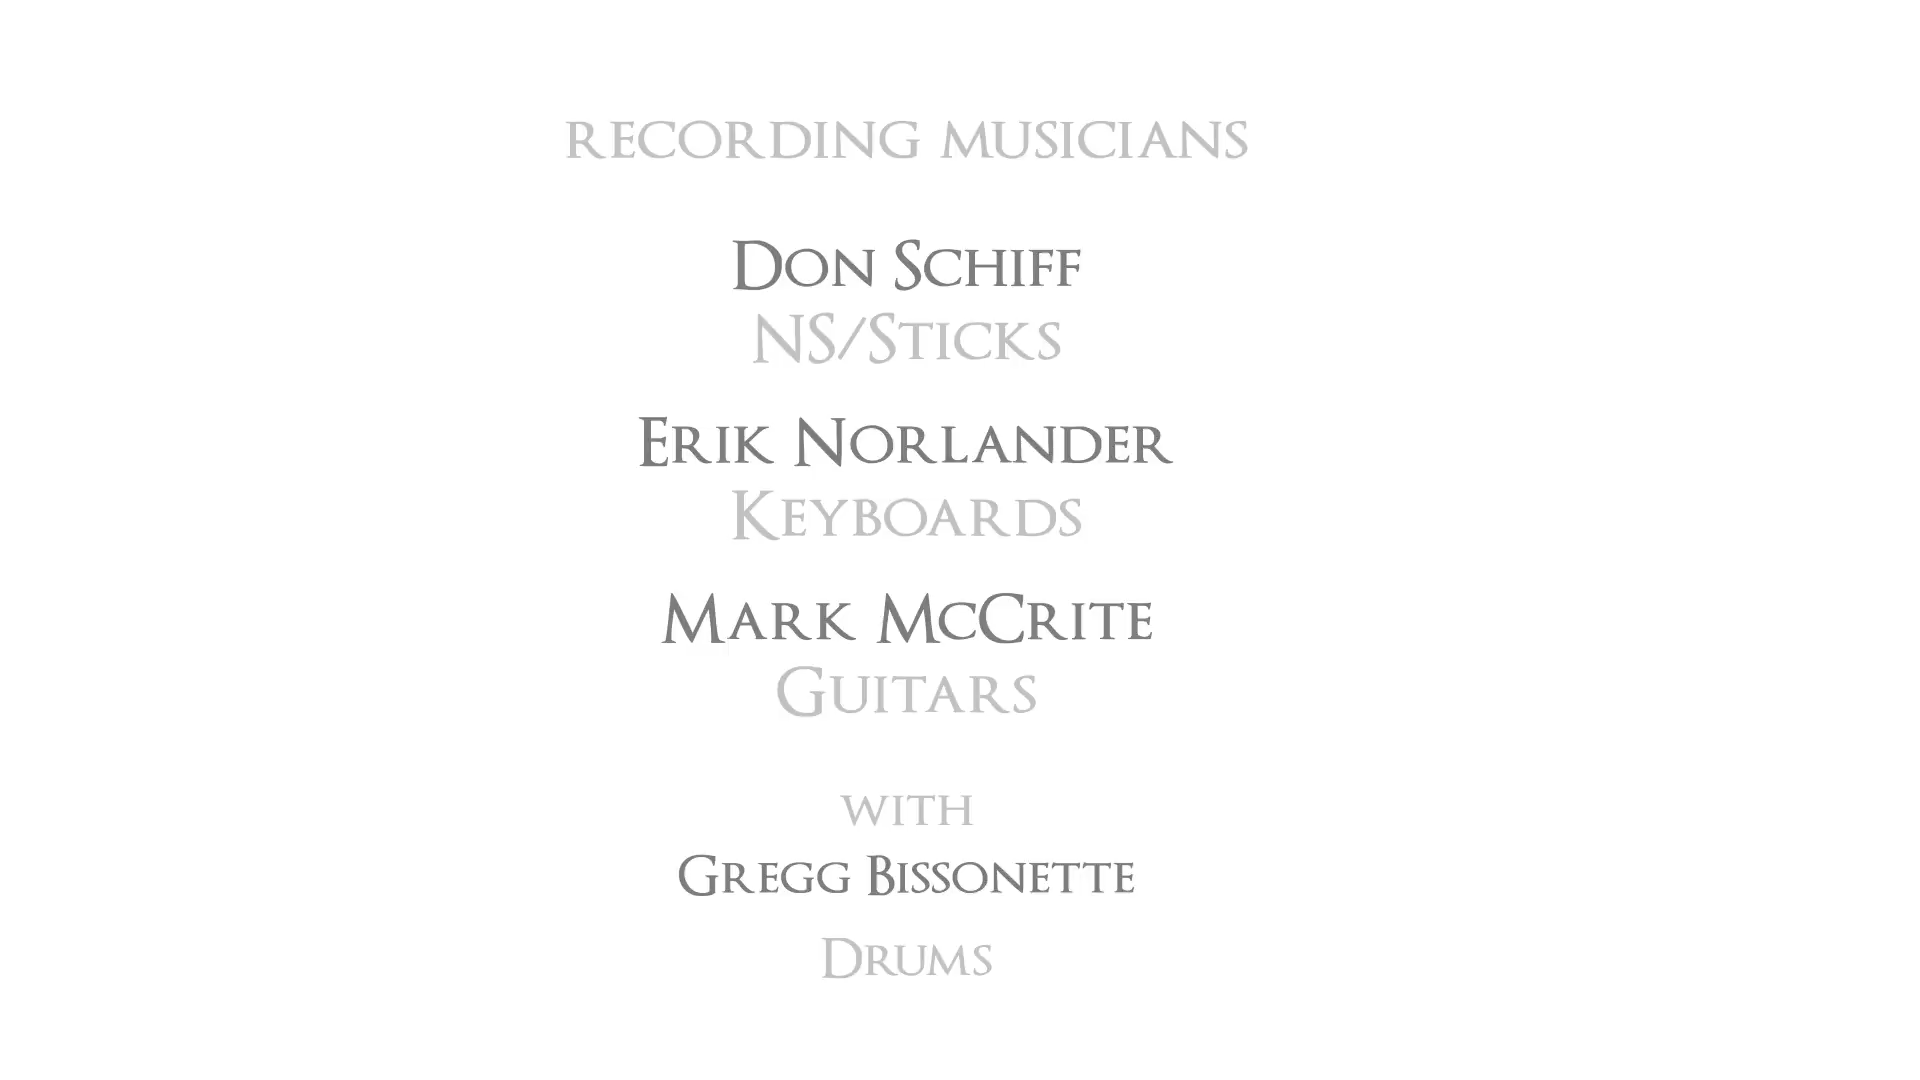 RECORDING MUSICIANS
DON SCHIFF
NS/STICKS
ERIK NORLANDER
KEYBOARDS
MARK MCCRITE
GUITARS
WITH
GREGG BISSONETTE
DRUMS